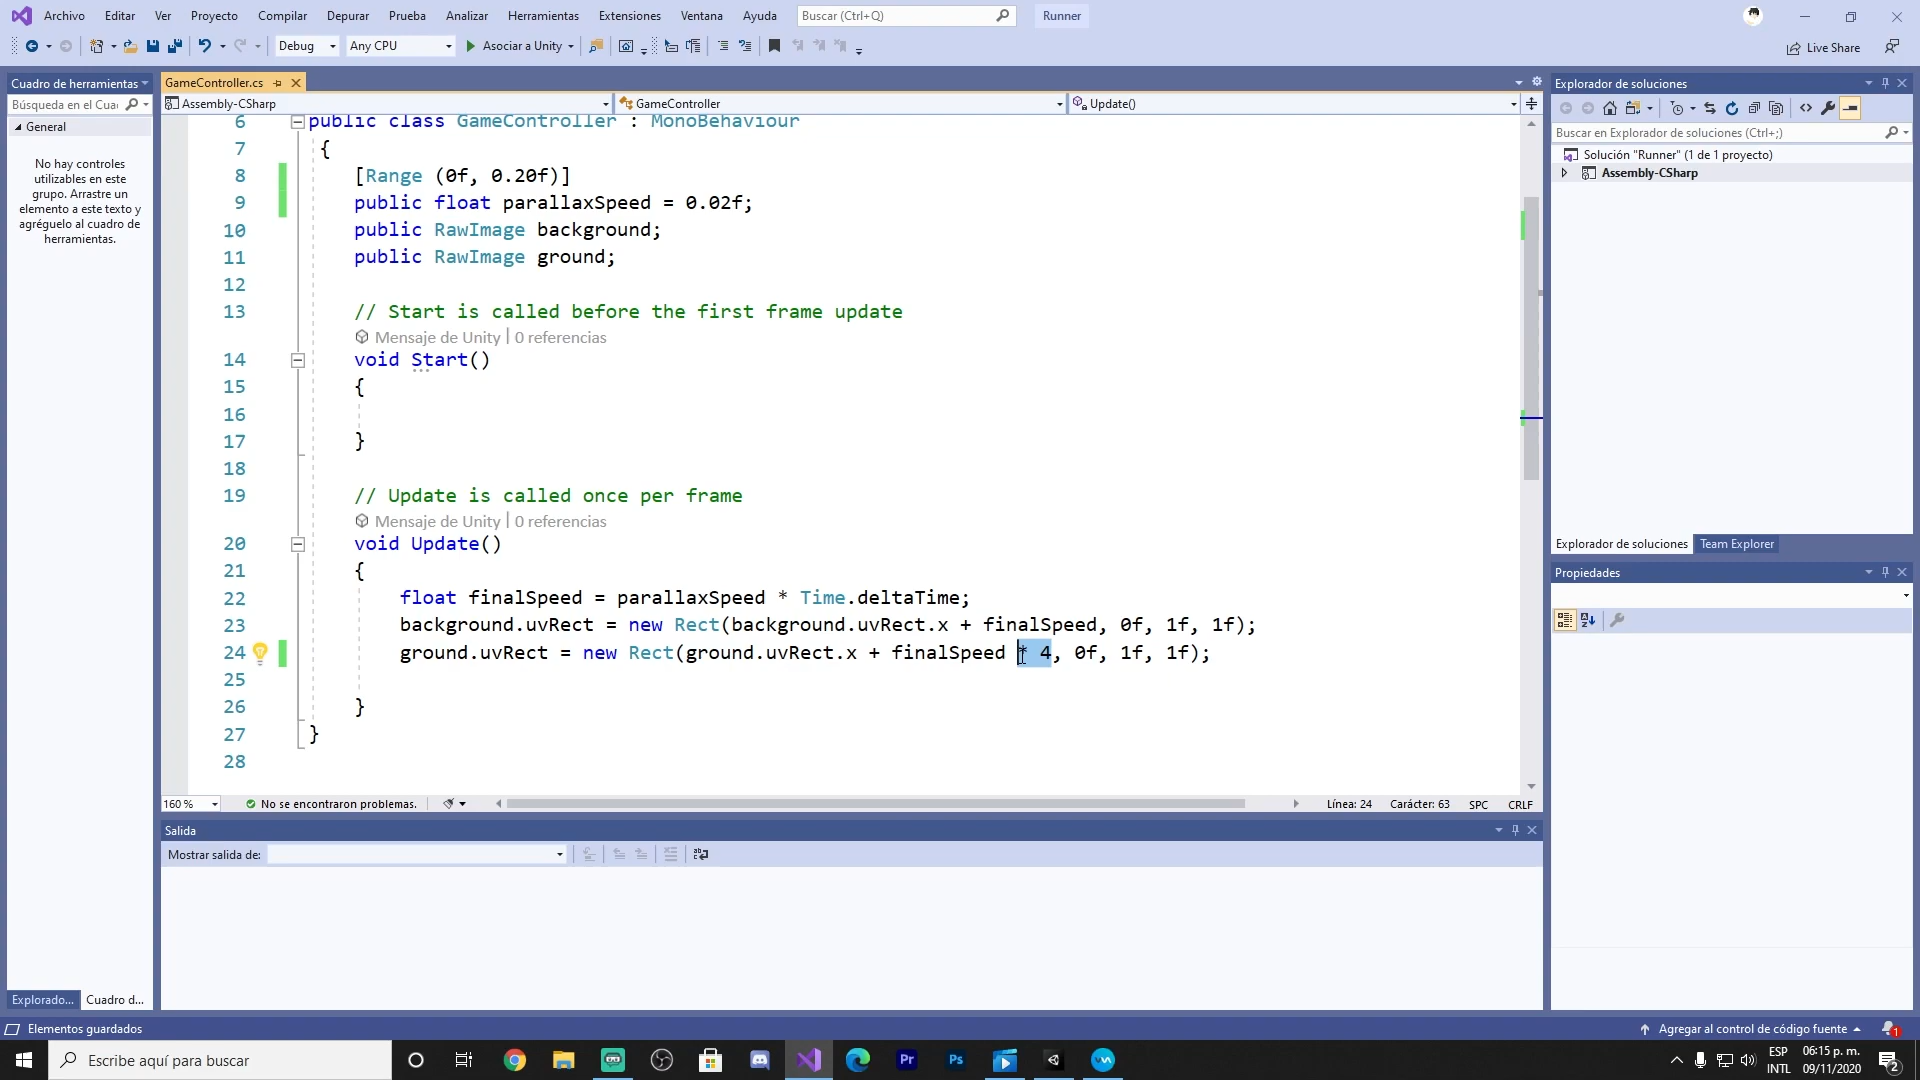 Archivo Editar Ver Proyecto Compilar Depurar Prueba Analizar Herramientas Extensiones Ventana Ayuda Buscar (Ctrl+Q) Runner
Debug Any CPU Asociar a Unity Live Share
Cuadro de herramientas
Búsqueda en el Cua
General
No hay controles
utilizables en este
grupo. Arrastre un
elemento a este texto y
agréguelo al cuadro de
herramientas.
Explorado... Cuadro d...
GameController.cs
Assembly-CSharp GameController Update()
6 public class GameController : MonoBehaviour
7 {
8 [Range (0f, 0.20f)]
9 public float parallaxSpeed = 0.02f;
10 public RawImage background;
11 public RawImage ground;
12
13 // Start is called before the first frame update
Mensaje de Unity | 0 referencias
14 void Start()
15 {
16
17 }
18
19 // Update is called once per frame
Mensaje de Unity | 0 referencias
20 void Update()
21 {
22 float finalSpeed = parallaxSpeed * Time.deltaTime;
23 background.uvRect = new Rect(background.uvRect.x + finalSpeed, 0f, 1f, 1f);
24 ground.uvRect = new Rect(ground.uvRect.x + finalSpeed * 4, 0f, 1f, 1f);
25
26 }
27 }
28
160 % No se encontraron problemas. Línea: 24 Carácter: 63 SPC CRLF
Salida
Mostrar salida de:
Explorador de soluciones
Buscar en Explorador de soluciones (Ctrl+;)
Solución "Runner" (1 de 1 proyecto)
Assembly-CSharp
Explorador de soluciones Team Explorer
Propiedades
Elementos guardados Agregar al control de código fuente 1
Escribe aquí para buscar Pr Ps ESP 06:15 p. m.
INTL 09/11/2020 2